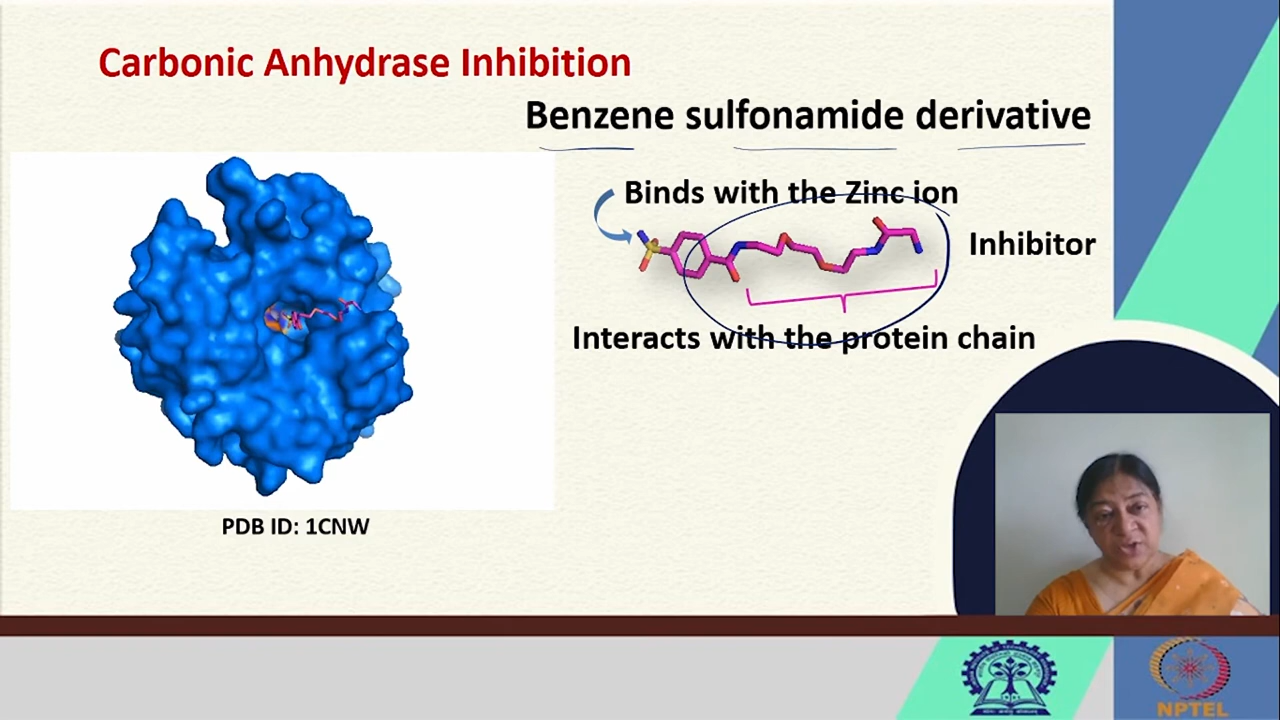 Carbonic Anhydrase Inhibition
Benzene sulfonamide derivative
Binds with the Zinc ion
Inhibitor
Interacts with the protein chain
PDB ID: 1CNW
NPTEL